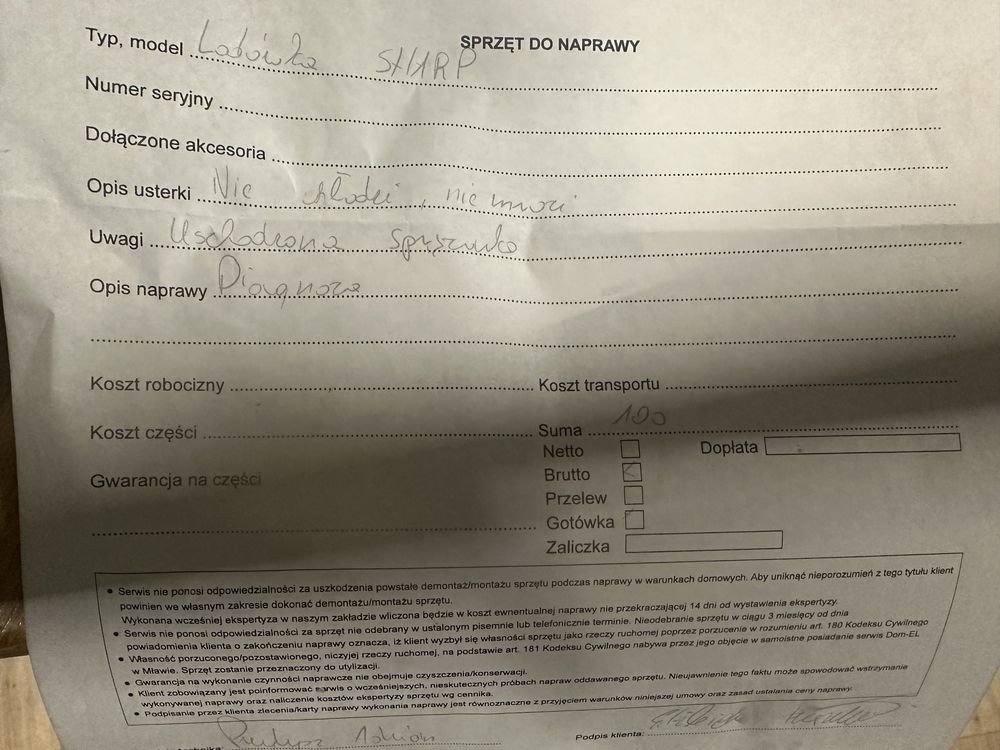 SPRZĘT DO NAPRAWY
Typ, model Lodówka SHARP
Numer seryjny
Dołączone akcesoria
Opis usterki Nie chłodzi, nie mrozi
Uwagi Uszkodzona sprężarka
Opis naprawy Diagnoza
Koszt robocizny Koszt transportu
Koszt części Suma 100
Netto Dopłata
Gwarancja na części Brutto
Przelew
Gotówka
Zaliczka
• Serwis nie ponosi odpowiedzialności za uszkodzenia powstałe demontaż/montażu sprzętu podczas naprawy w warunkach domowych. Aby uniknąć nieporozumień z tego tytułu klient
powinien we własnym zakresie dokonać demontażu/montażu sprzętu.
Wykonana wcześniej ekspertyza w naszym zakładzie wliczona będzie w koszt ewnentualnej naprawy nie przekraczającej 14 dni od wystawienia ekspertyzy.
• Serwis nie ponosi odpowiedzialności za sprzęt nie odebrany w ustalonym pisemnie lub telefonicznie terminie. Nieodebranie sprzętu w ciągu 3 miesięcy od dnia
powiadomienia klienta o zakończeniu naprawy oznacza, iż klient wyzbył się własności sprzętu jako rzeczy ruchomej poprzez porzucenie w rozumieniu art. 180 Kodeksu Cywilnego
• Własność porzuconego/pozostawionego, niczyjej rzeczy ruchomej, na podstawie art. 181 Kodeksu Cywilnego nabywa przez jego objęcie w samoistne posiadanie serwis Dom-EL
w Mławie. Sprzęt zostanie przeznaczony do utylizacji.
• Gwarancja na wykonanie czynności naprawcze nie obejmuje czyszczenia/konserwacji.
• Klient zobowiązany jest poinformować serwis o wcześniejszych, nieskutecznych próbach napraw oddawanego sprzętu. Nieujawnienie tego faktu może spowodować wstrzymanie
wykonywanej naprawy oraz naliczenie kosztów ekspertyzy sprzętu wg cennika.
• Podpisanie przez klienta zlecenia/karty naprawy wykonania naprawy jest równoznaczne z przyjęciem warunków niniejszej umowy oraz zasad ustalania ceny naprawy.
Adrian Podpis klienta: